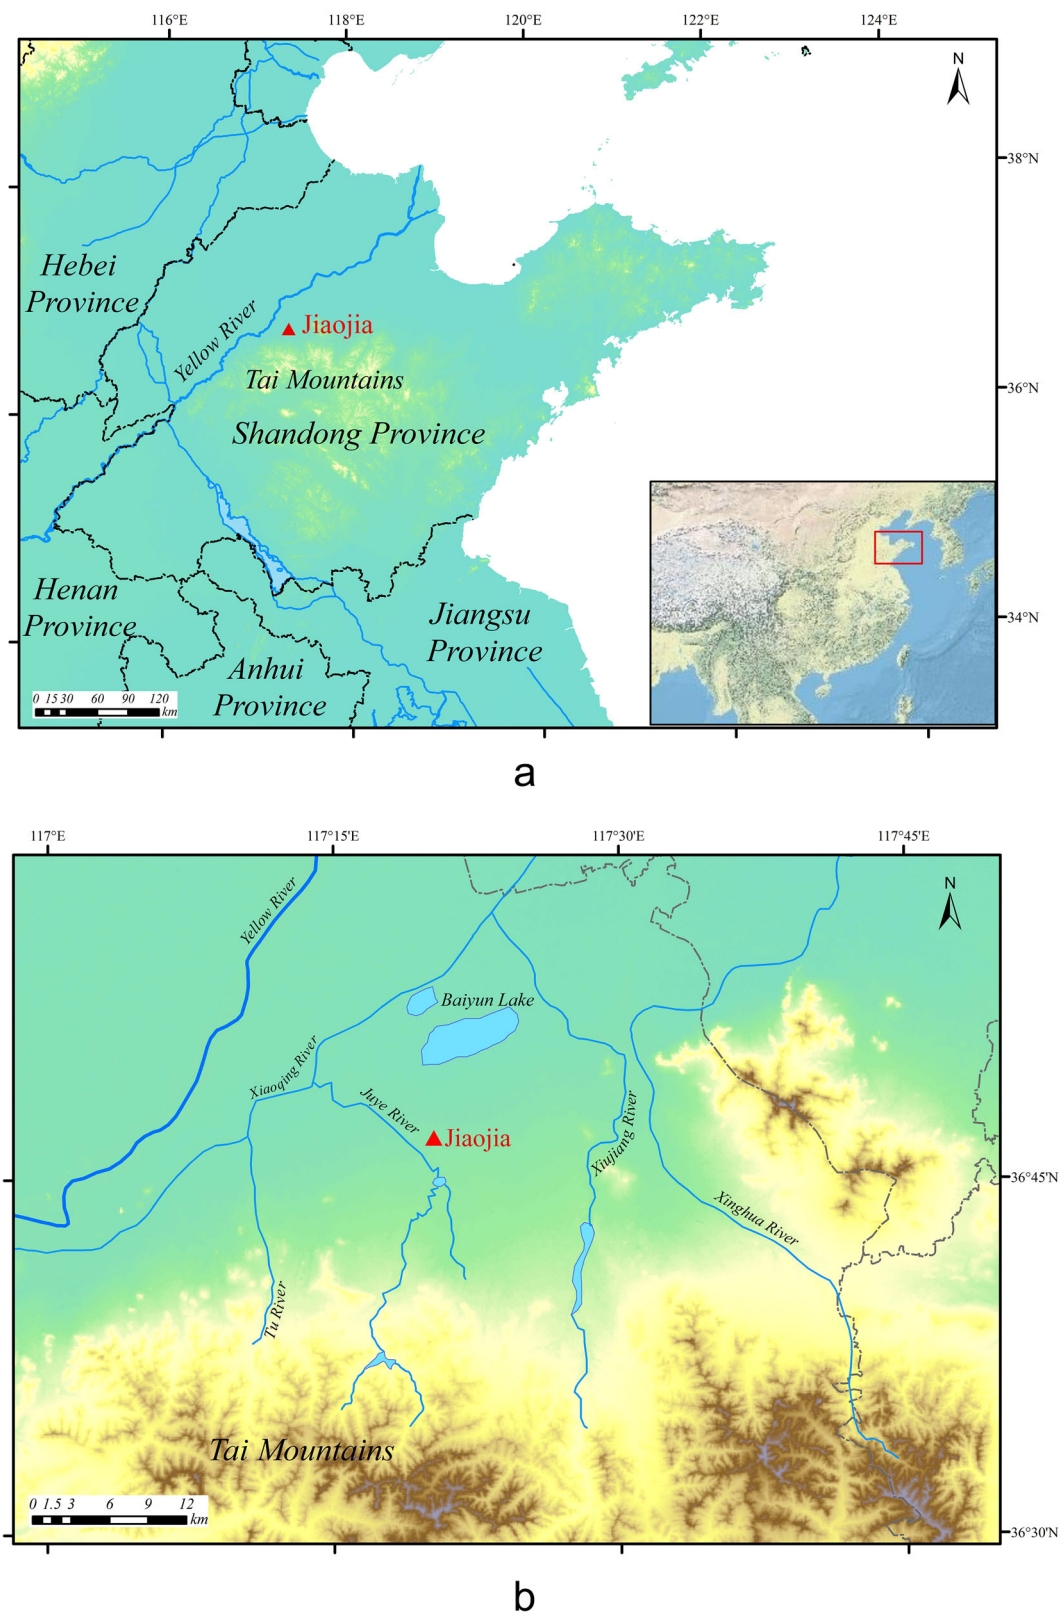 116°E 118°E 120°E 122°E 124°E
N
38°N
Hebei
Province
Yellow River
Jiaojia
Tai Mountains
36°N
Shandong Province
Henan
Province
Jiangsu
Province
34°N
Anhui
Province
0 15 30 60 90 120
km
a
117°E 117°15'E 117°30'E 117°45'E
N
Yellow River
Baiyun Lake
Xiaoqing River
Juye River
Jiaojia
Xiujiang River
36°45'N
Xinghua River
Tu River
Tai Mountains
0 1.5 3 6 9 12
km
36°30'N
b